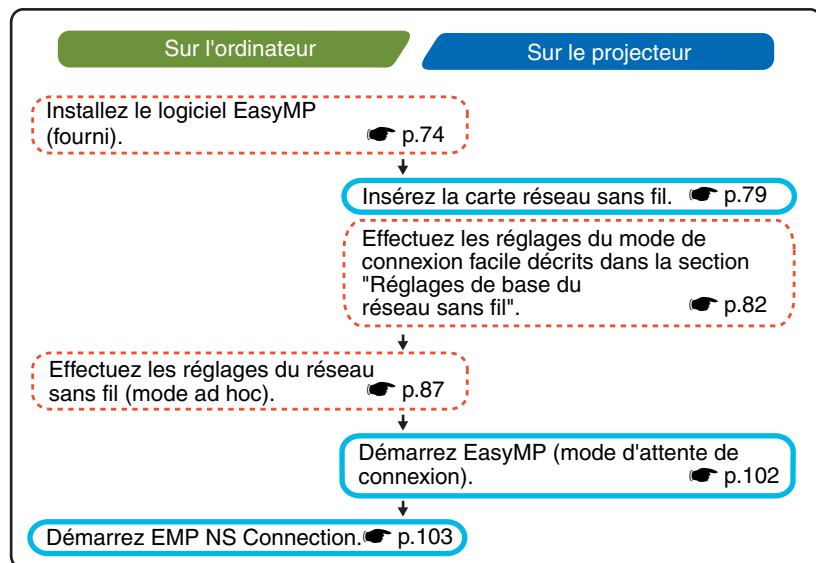 Sur l'ordinateur
Sur le projecteur
Installez le logiciel EasyMP
(fourni). ☛ p.74
Insérez la carte réseau sans fil. ☛ p.79
Effectuez les réglages du mode de
connexion facile décrits dans la section
"Réglages de base du
réseau sans fil". ☛ p.82
Effectuez les réglages du réseau
sans fil (mode ad hoc). ☛ p.87
Démarrez EasyMP (mode d'attente de
connexion). ☛ p.102
Démarrez EMP NS Connection. ☛ p.103